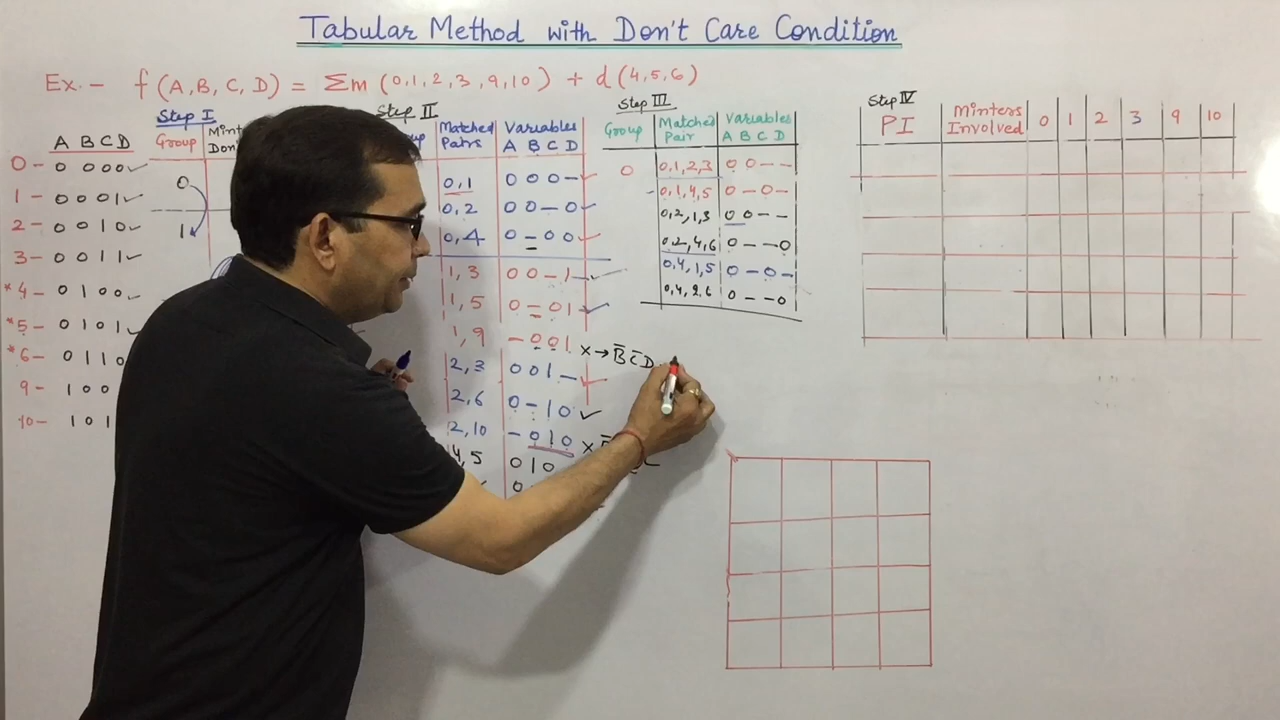 Tabular Method with Don't Care Condition
Ex. - f(A, B, C, D) = Σm (0,1,2,3,9,10) + d(4,5,6)
A B C D
0 - 0 0 0 0 ✓
1 - 0 0 0 1 ✓
2 - 0 0 1 0 ✓
3 - 0 0 1 1 ✓
*4 - 0 1 0 0 ✓
*5 - 0 1 0 1 ✓
*6 - 0 1 1 0
9 - 1 0 0
10 - 1 0 1
Step I
Group
0
1
Step II
Matched Pairs
Variables
A B C D
0,1 0 0 0 - ✓
0,2 0 0 - 0 ✓
0,4 0 - 0 0 ✓
1,3 0 0 - 1 ✓
1,5 0 - 0 1 ✓
1,9 - 0 0 1 × → B̅ C̅ D
2,3 0 0 1 - ✓
2,6 0 - 1 0 ✓
2,10 - 0 1 0 ×
4,5 0 1 0
0
Step III
Group
Matched Pair
Variables
A B C D
0 0,1,2,3 0 0 - -
0,1,4,5 0 - 0 -
0,2,1,3 0 0 - -
0,2,4,6 0 - - 0
0,4,1,5 0 - 0 -
0,4,2,6 0 - - 0
Step IV
PI
Minters Involved
0 1 2 3 9 10